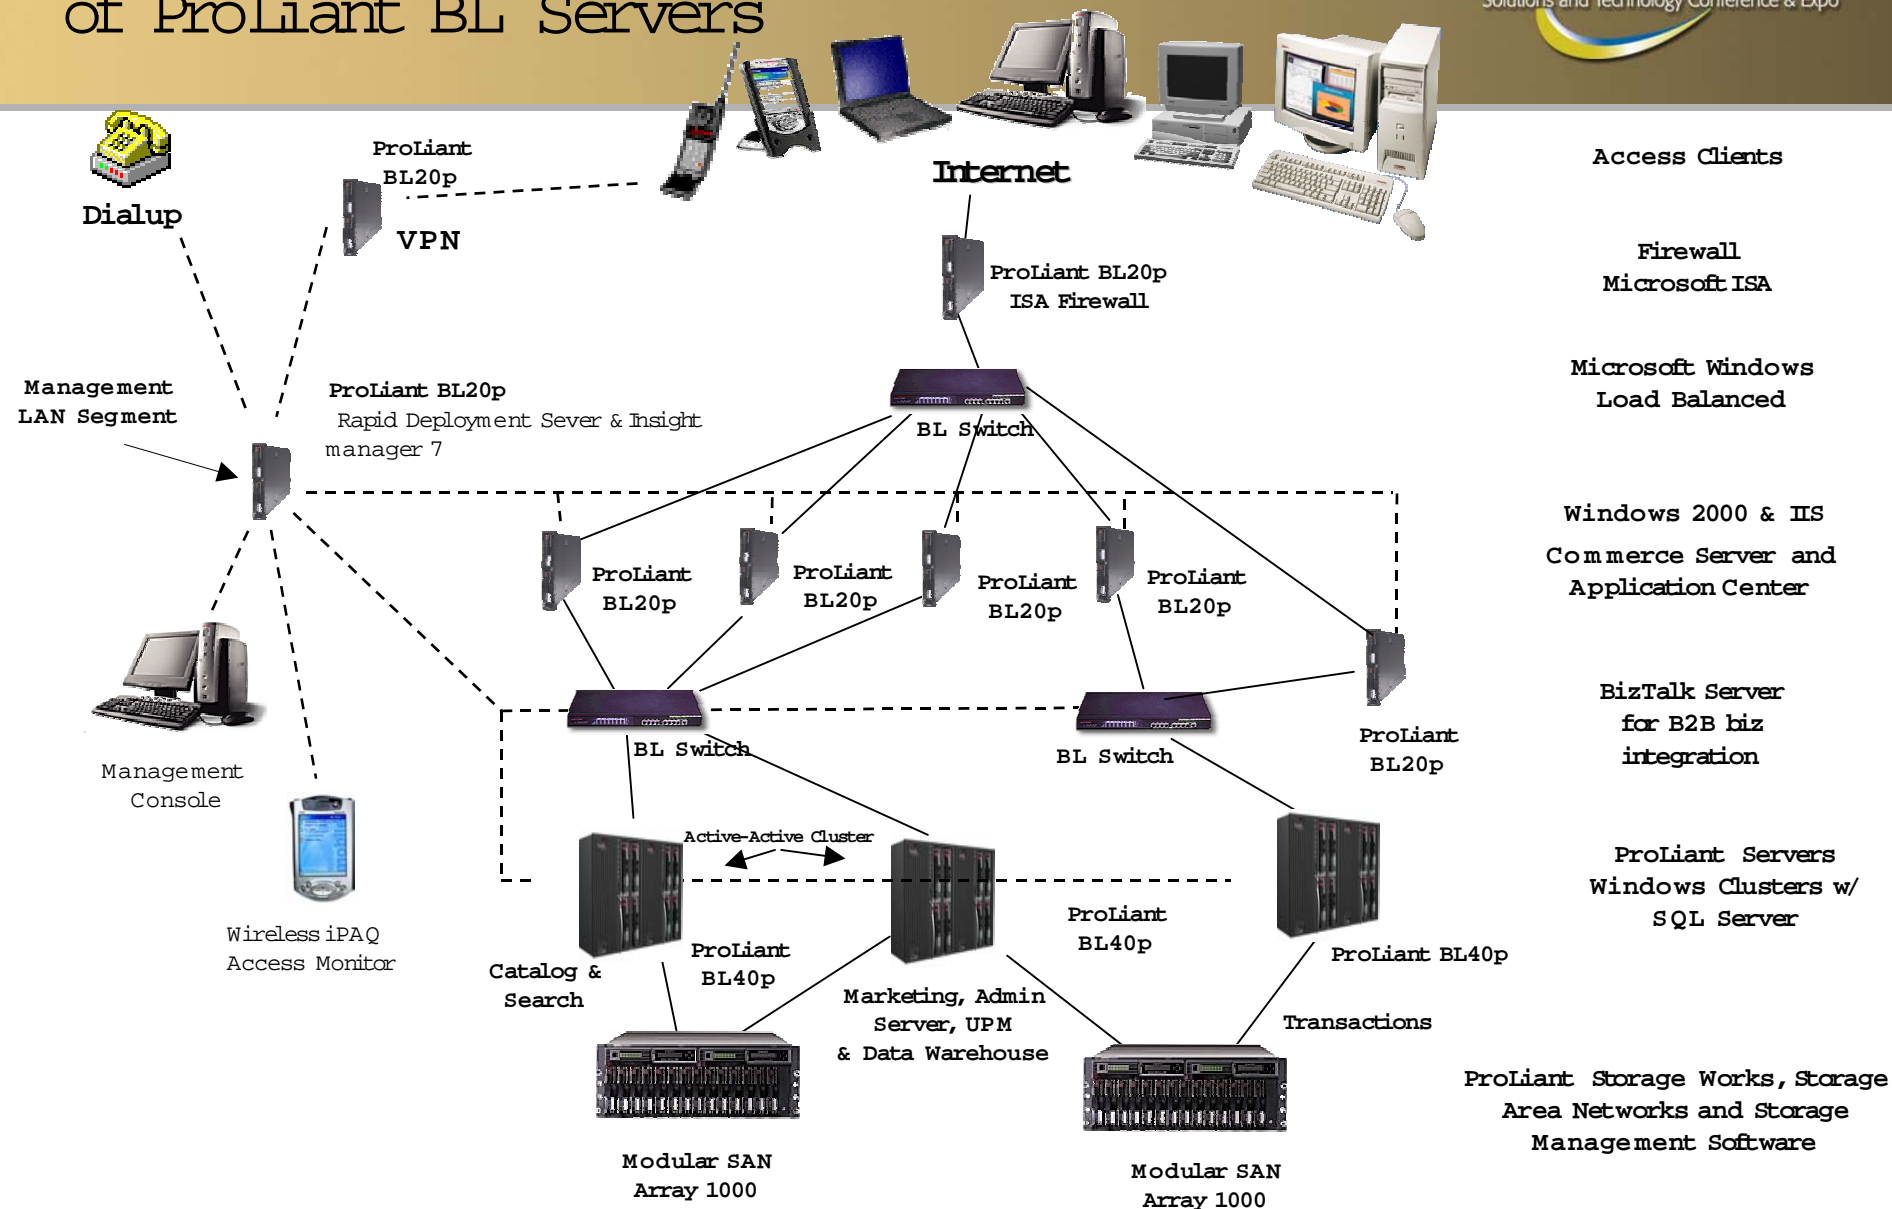 of ProLiant BL Servers
Solutions and Technology Conference & Expo
Dialup
ProLiant
BL20p
VPN
Internet
Access Clients
ProLiant BL20p
ISA Firewall
Firewall
Microsoft ISA
Management
LAN Segment
ProLiant BL20p
Rapid Deployment Sever & Insight
manager 7
BL Switch
Microsoft Windows
Load Balanced
ProLiant
BL20p
ProLiant
BL20p
ProLiant
BL20p
ProLiant
BL20p
Windows 2000 & IIS
Commerce Server and
Application Center
BL Switch
BL Switch
ProLiant
BL20p
BizTalk Server
for B2B biz
integration
Management
Console
Wireless iPAQ
Access Monitor
Active-Active Cluster
Catalog &
Search
ProLiant
BL40p
Marketing, Admin
Server, UPM
& Data Warehouse
ProLiant
BL40p
ProLiant BL40p
Transactions
ProLiant Servers
Windows Clusters w/
SQL Server
Modular SAN
Array 1000
Modular SAN
Array 1000
ProLiant Storage Works, Storage
Area Networks and Storage
Management Software